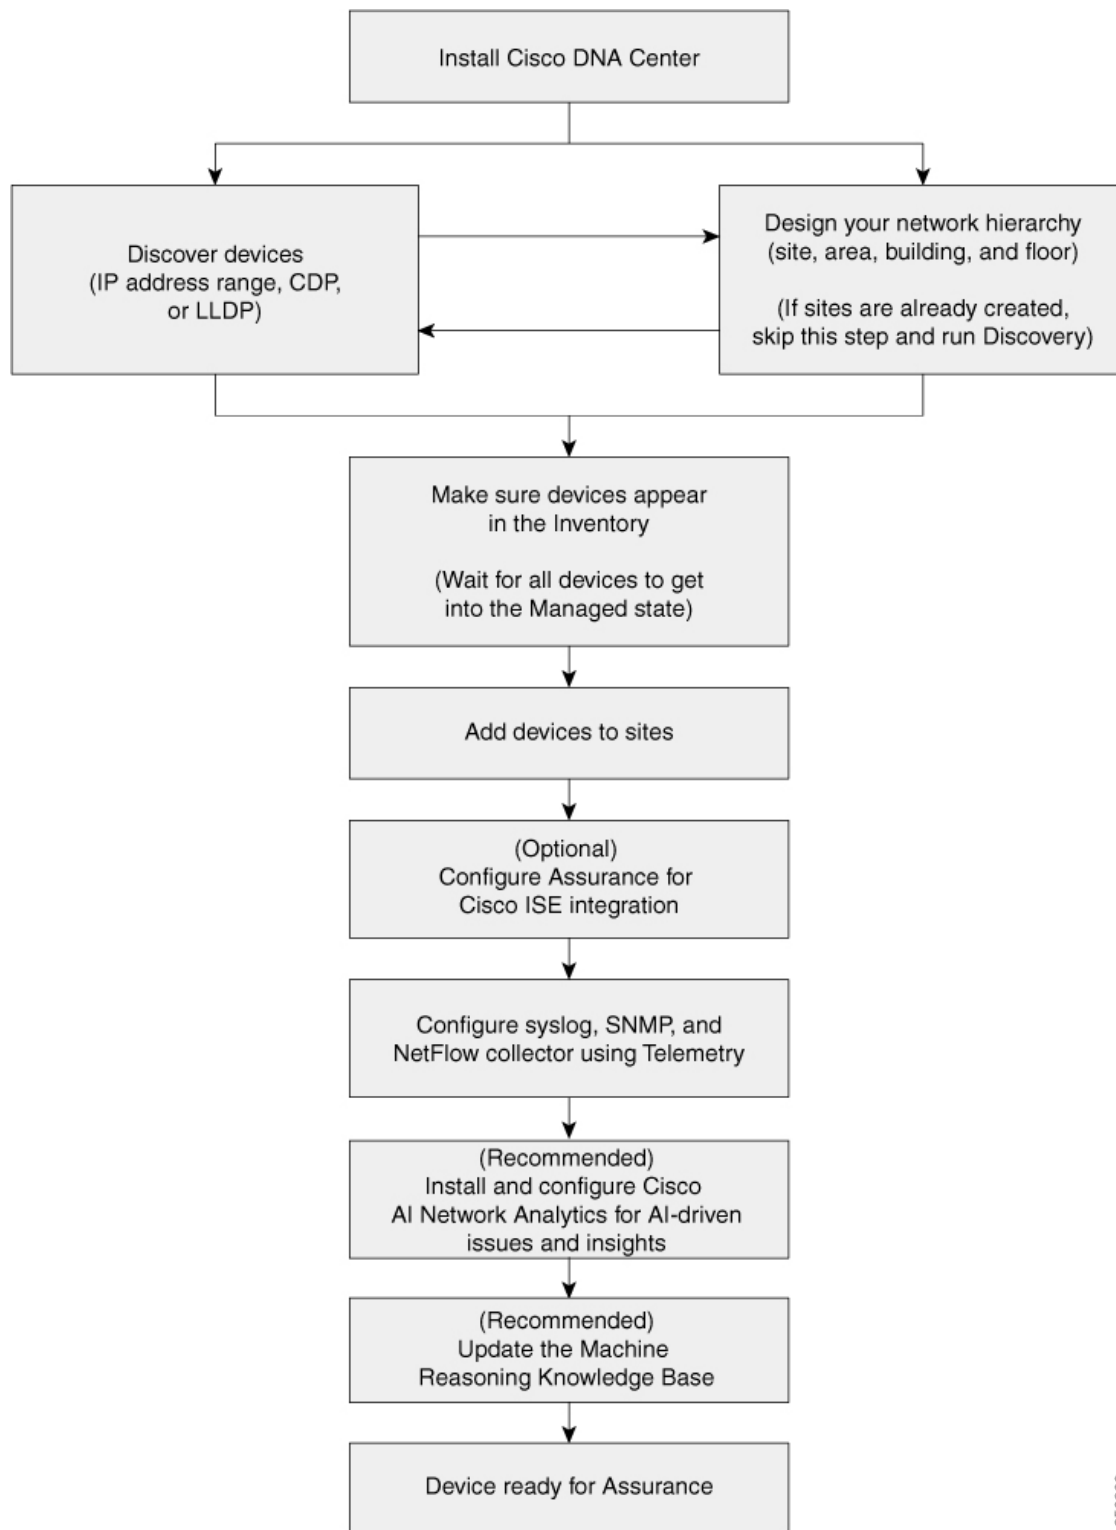 Install Cisco DNA Center
Discover devices
(IP address range, CDP,
or LLDP)
Design your network hierarchy
(site, area, building, and floor)
(If sites are already created,
skip this step and run Discovery)
Make sure devices appear
in the Inventory
(Wait for all devices to get
into the Managed state)
Add devices to sites
(Optional)
Configure Assurance for
Cisco ISE integration
Configure syslog, SNMP, and
NetFlow collector using Telemetry
(Recommended)
Install and configure Cisco
AI Network Analytics for AI-driven
issues and insights
(Recommended)
Update the Machine
Reasoning Knowledge Base
Device ready for Assurance